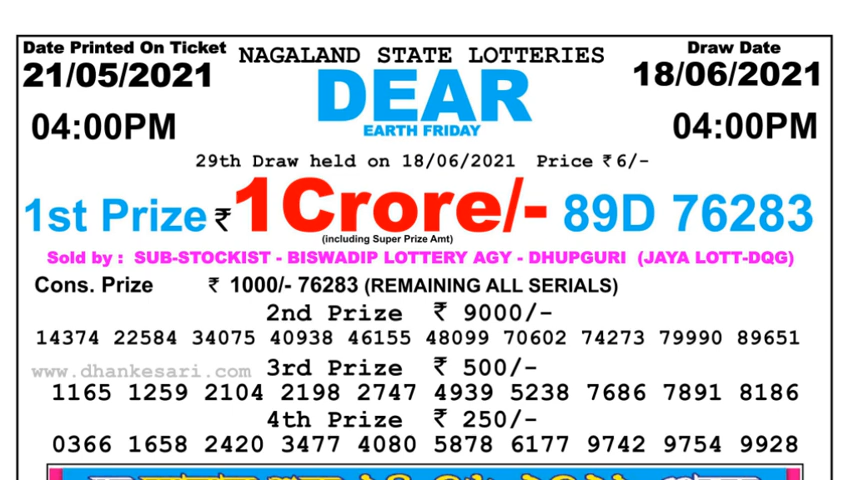 Date Printed On Ticket NAGALAND STATE LOTTERIES Draw Date
21/05/2021 DEAR 18/06/2021
04:00PM EARTH FRIDAY 04:00PM
29th Draw held on 18/06/2021 Price ₹6/-
1st Prize ₹ 1Crore/- 89D 76283
(including Super Prize Amt)
Sold by : SUB-STOCKIST - BISWADIP LOTTERY AGY - DHUPGURI (JAYA LOTT-DQG)
Cons. Prize ₹ 1000/- 76283 (REMAINING ALL SERIALS)
2nd Prize ₹ 9000/-
14374 22584 34075 40938 46155 48099 70602 74273 79990 89651
www.dhankesari.com 3rd Prize ₹ 500/-
1165 1259 2104 2198 2747 4939 5238 7686 7891 8186
4th Prize ₹ 250/-
0366 1658 2420 3477 4080 5878 6177 9742 9754 9928